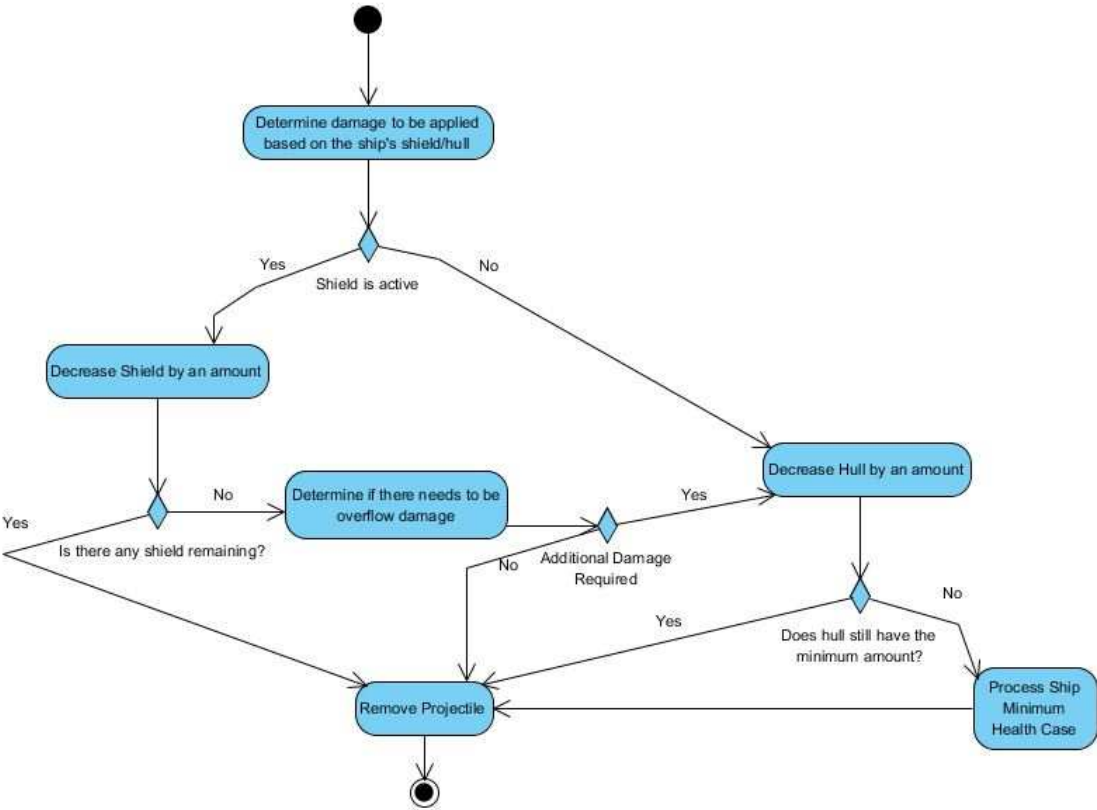 Determine damage to be applied
based on the ship's shield/hull
Yes
No
Shield is active
Decrease Shield by an amount
Decrease Hull by an amount
No
Determine if there needs to be
overflow damage
Yes
Yes
Is there any shield remaining?
Additional Damage
Required
No
No
Yes
Does hull still have the
minimum amount?
Remove Projectile
Process Ship
Minimum
Health Case